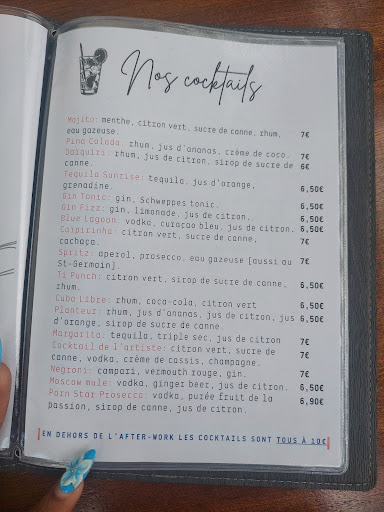 Nos cocktails
Mojito: menthe, citron vert, sucre de canne, rhum, 7€
eau gazeuse.
Pina Colada: rhum, jus d'ananas, crème de coco. 7€
Daiquiri: rhum, jus de citron, sirop de sucre de 6€
canne.
Tequila Sunrise: tequila, jus d'orange, 6,50€
grenadine.
Gin Tonic: gin, Schweppes tonic. 6,50€
Gin Fizz: gin, limonade, jus de citron. 6,50€
Blue Lagoon: vodka, curaçao bleu, jus de citron. 6,50€
Caipirinha: citron vert, sucre de canne, 7€
cachaça.
Spritz: aperol, prosecco, eau gazeuse [aussi au 7€
St-Germain].
Ti Punch: citron vert, sirop de sucre de canne, 6,50€
rhum.
Cuba Libre: rhum, coca-cola, citron vert 6,50€
Planteur: rhum, jus d'ananas, jus de citron, jus 6,50€
d'orange, sirop de sucre de canne
Margarita: tequila, triple sec, jus de citron 7€
Cocktail de l'artiste: citron vert, sucre de 7€
canne, vodka, crème de cassis, champagne.
Negroni: campari, vermouth rouge, gin. 7€
Moscow mule: vodka, ginger beer, jus de citron. 6,50€
Porn Star Prosecco: vodka, purée fruit de la 6,90€
passion, sirop de canne, jus de citron.
EN DEHORS DE L'AFTER-WORK LES COCKTAILS SONT TOUS À 10€